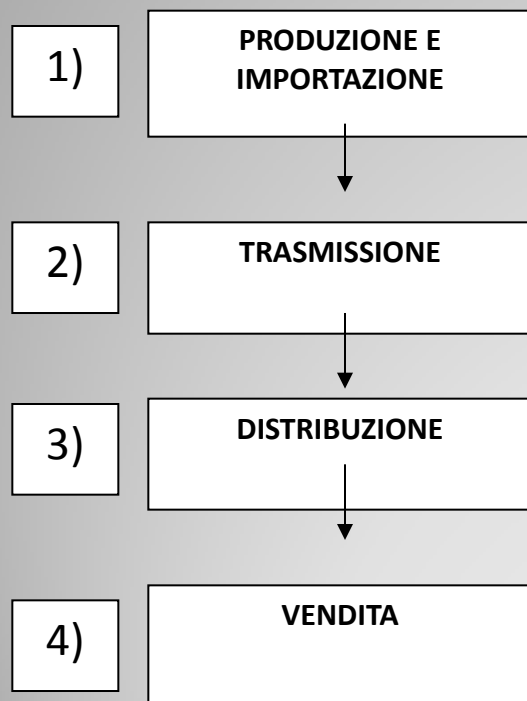 1)
PRODUZIONE E
IMPORTAZIONE
2)
TRASMISSIONE
3)
DISTRIBUZIONE
4)
VENDITA